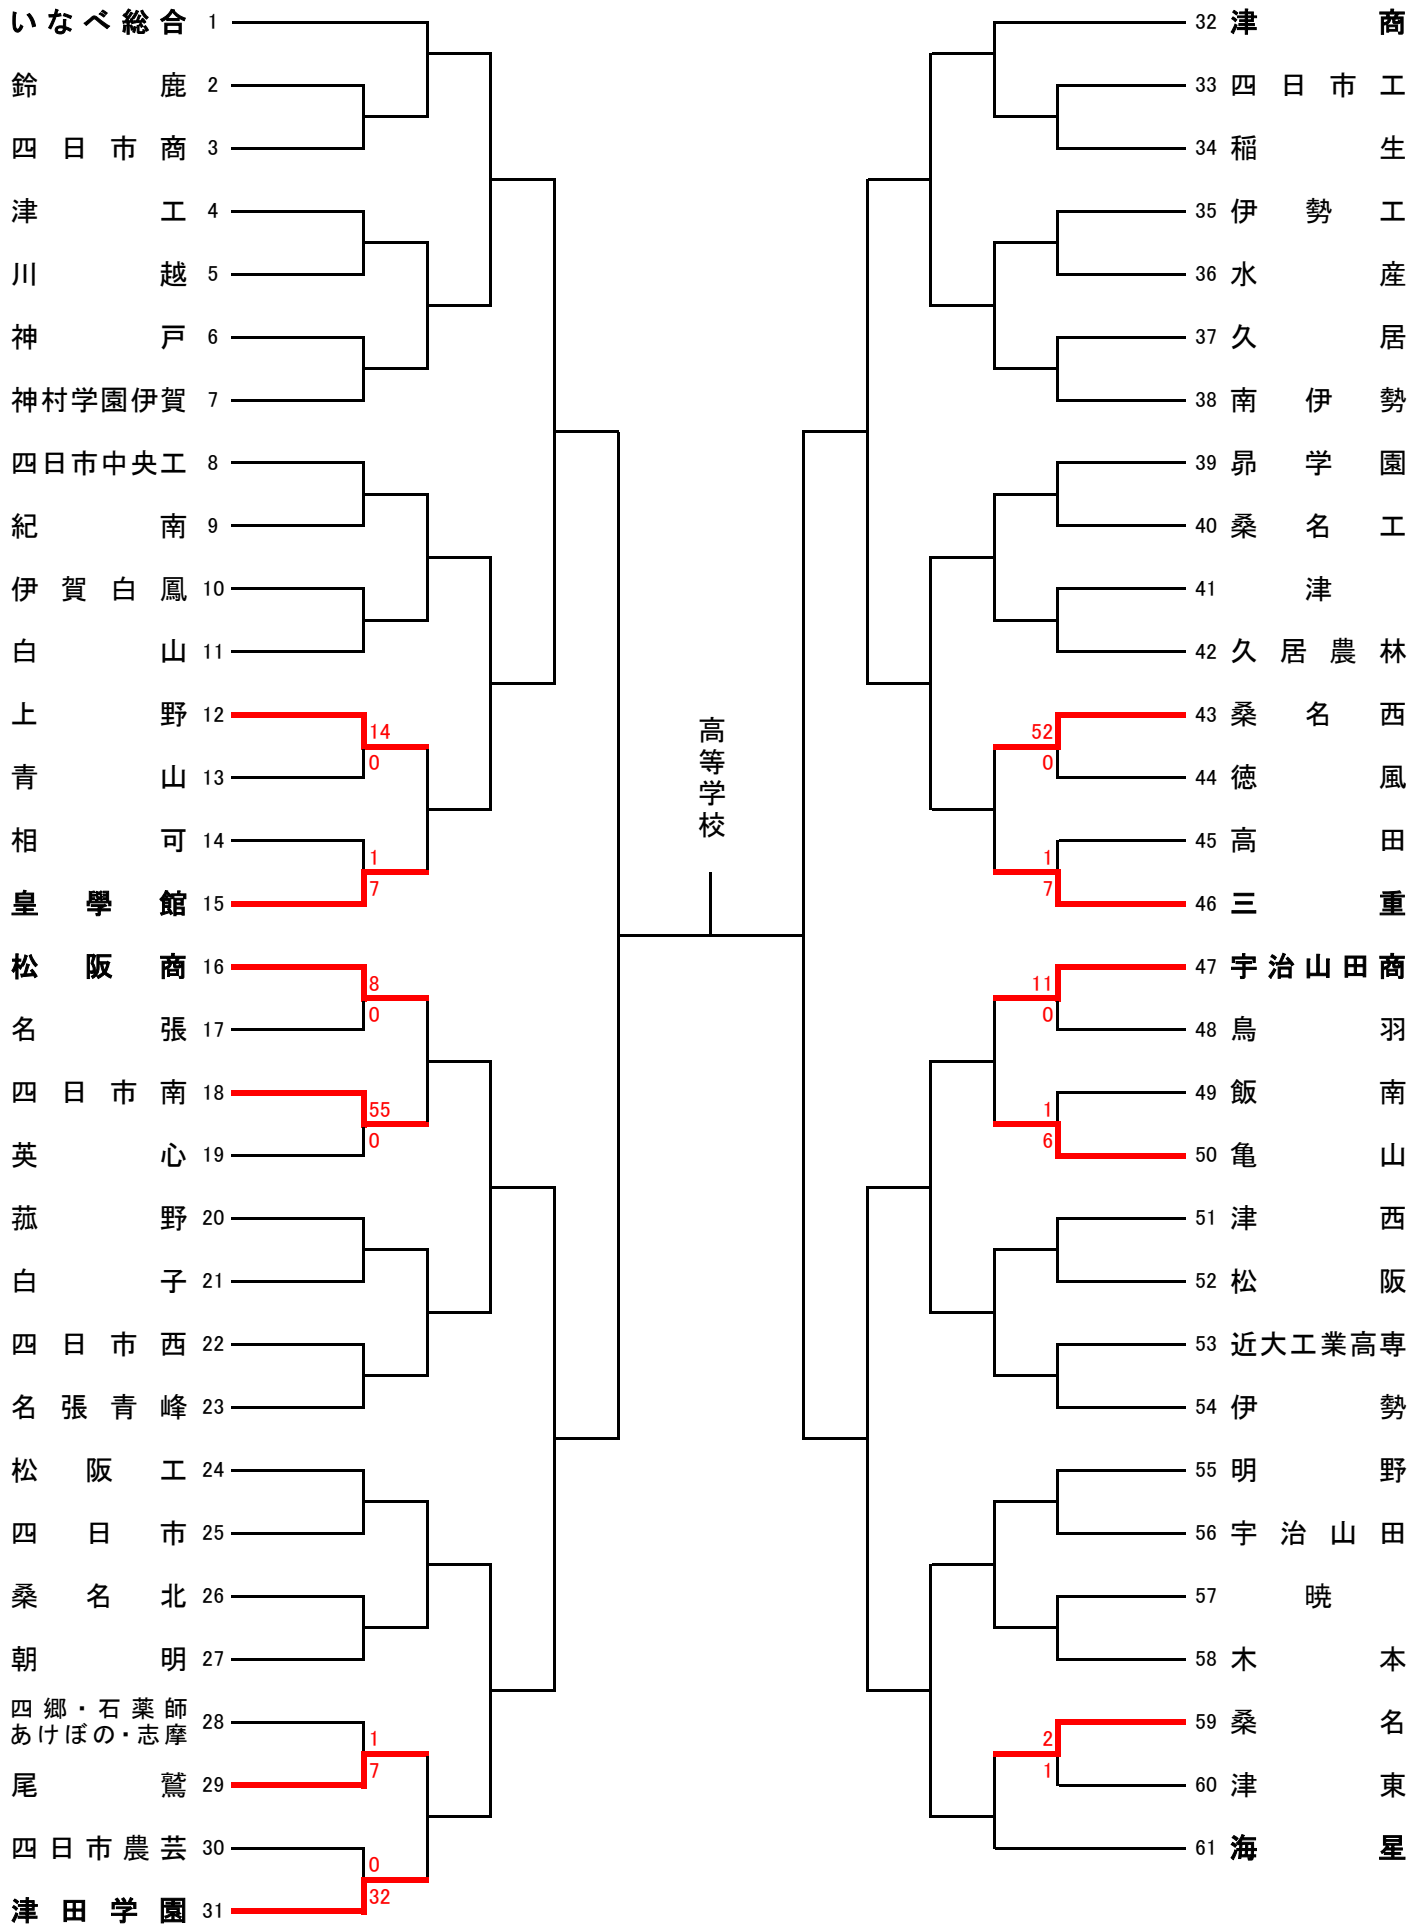 いなべ総合 1
鈴鹿 2
四日市商 3
津工 4
川越 5
神戸 6
神村学園伊賀 7
四日市中央工 8
紀南 9
伊賀白鳳 10
白山 11
上野 12
14
0
青山 13
相可 14
1
7
皇學館 15
松阪商 16
8
0
名張 17
四日市南 18
55
0
英心 19
菰野 20
白子 21
四日市西 22
名張青峰 23
松阪工 24
四日市 25
桑名北 26
朝明 27
四郷・石薬師
あけぼの・志摩 28
1
7
尾鷲 29
四日市農芸 30
0
32
津田学園 31
高等学校
32 津商
33 四日市工
34 稲生
35 伊勢工
36 水産
37 久居
38 南伊勢
39 昴学園
40 桑名工
41 津
42 久居農林
43 桑名西
52
0
44 徳風
45 高田
1
7
46 三重
47 宇治山田商
11
0
48 鳥羽
49 飯南
1
6
50 亀山
51 津西
52 松阪
53 近大工業高専
54 伊勢
55 明野
56 宇治山田
57 暁
58 木本
59 桑名
2
1
60 津東
61 海星